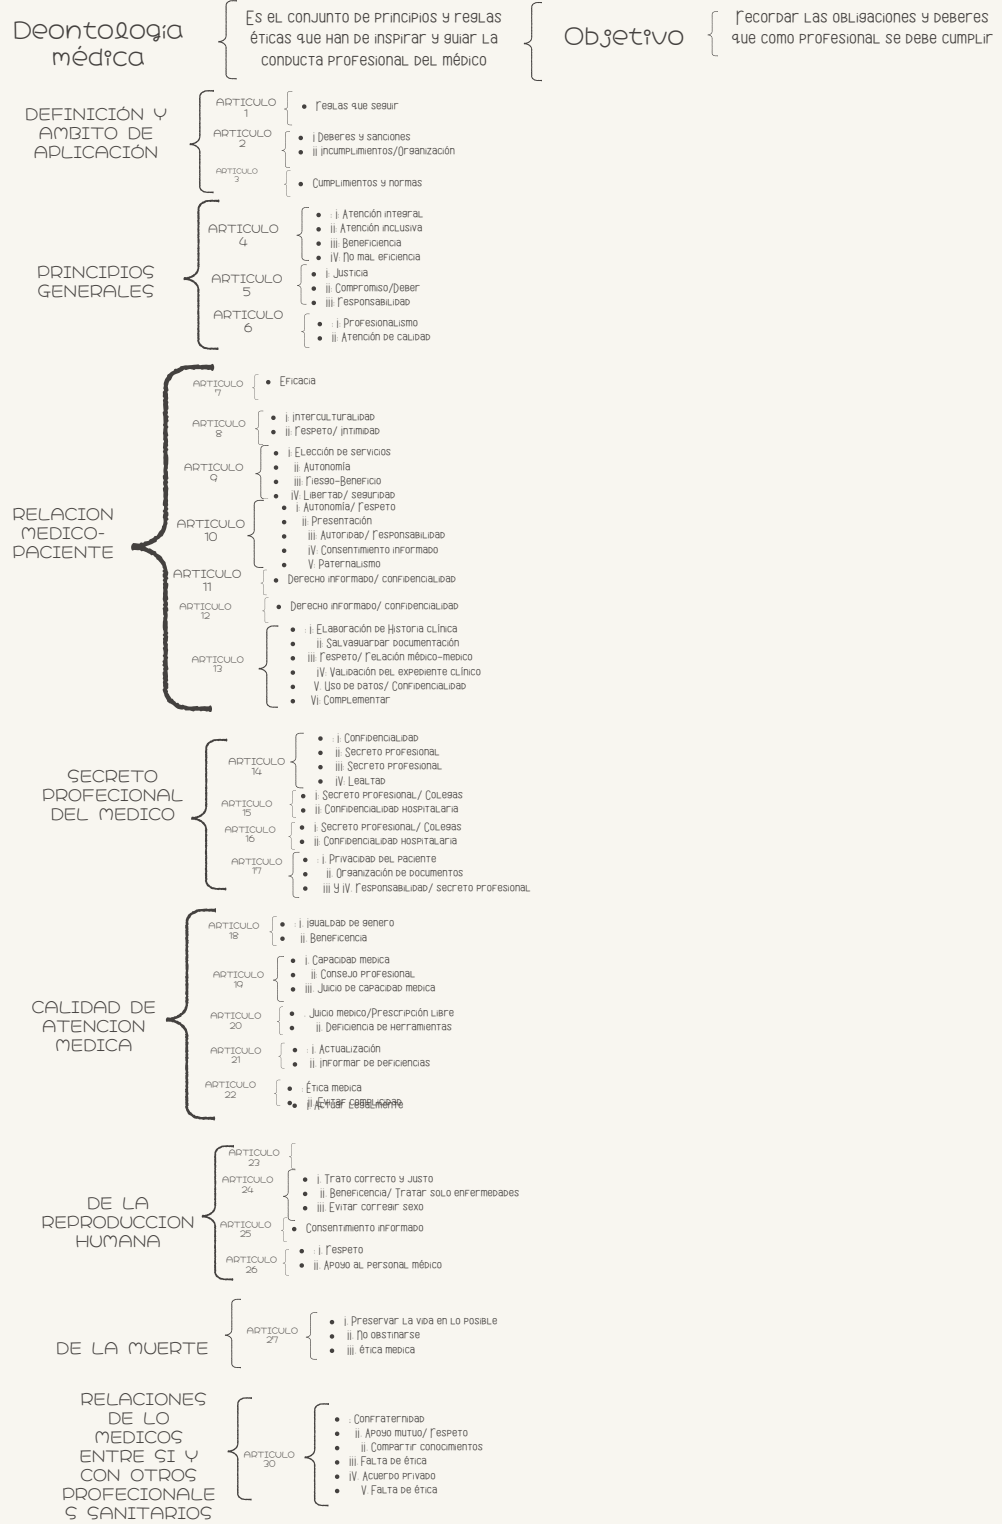 Deontología
médica
Es el conjunto de principios y reglas
éticas que han de inspirar y guiar la
conducta profesional del médico
Objetivo
Recordar las obligaciones y deberes
que como profesional se debe cumplir
DEFINICIÓN Y
AMBITO DE
APLICACIÓN
ARTICULO
1
Reglas que seguir
ARTICULO
2
i Deberes y sanciones
ii Incumplimientos/Organización
ARTICULO
3
Cumplimientos y normas
PRINCIPIOS
GENERALES
ARTICULO
4
: i: Atención integral
ii: Atención inclusiva
iii: Beneficiencia
iV: No mal eficiencia
ARTICULO
5
i: Justicia
ii: Compromiso/Deber
iii: Responsabilidad
ARTICULO
6
: i: Profesionalismo
ii: Atención de calidad
RELACION
MEDICO-
PACIENTE
ARTICULO
7
Eficacia
ARTICULO
8
i: Interculturalidad
ii: Respeto/ Intimidad
ARTICULO
9
i: Elección de servicios
ii: Autonomía
iii: Riesgo-Beneficio
iV: Libertad/ seguridad
ARTICULO
10
i: Autonomía/ Respeto
ii: Presentación
iii: Autoridad/ Responsabilidad
iV: Consentimiento informado
V: Paternalismo
ARTICULO
11
Derecho informado/ confidencialidad
ARTICULO
12
Derecho informado/ confidencialidad
ARTICULO
13
: i: Elaboración de Historia clínica
ii: Salvaguardar documentación
iii: Respeto/ Relación médico-medico
iV: Validación del expediente clínico
V: Uso de datos/ Confidencialidad
Vi: Complementar
SECRETO
PROFECIONAL
DEL MEDICO
ARTICULO
14
: i: Confidencialidad
ii: Secreto profesional
iii: Secreto profesional
iV: Lealtad
ARTICULO
15
i: Secreto profesional/ Colegas
ii: Confidencialidad hospitalaria
ARTICULO
16
i: Secreto profesional/ Colegas
ii: Confidencialidad hospitalaria
ARTICULO
17
: i. Privacidad del paciente
ii. Organización de documentos
iii y iV. Responsabilidad/ secreto profesional
CALIDAD DE
ATENCION
MEDICA
ARTICULO
18
: i. Igualdad de genero
ii. Beneficencia
ARTICULO
19
i. Capacidad medica
ii: Consejo profesional
iii. Juicio de capacidad medica
ARTICULO
20
. Juicio medico/Prescripción libre
ii. Deficiencia de herramientas
ARTICULO
21
: i. Actualización
ii: Informar de deficiencias
ARTICULO
22
: Ética medica
ii. Evitar complicidad
i Actuar Legalmente
DE LA
REPRODUCCION
HUMANA
ARTICULO
23
ARTICULO
24
i. Trato correcto y justo
ii. Beneficencia/ Tratar solo enfermedades
iii. Evitar corregir sexo
ARTICULO
25
Consentimiento informado
ARTICULO
26
: i. Respeto
ii. Apoyo al personal médico
DE LA MUERTE
ARTICULO
27
i. Preservar la vida en lo posible
ii. No obstinarse
iii. ética medica
RELACIONES
DE LO
MEDICOS
ENTRE SI Y
CON OTROS
PROFECIONALE
S SANITARIOS
ARTICULO
30
: Confraternidad
ii. Apoyo mutuo/ Respeto
ii. Compartir conocimientos
iii. Falta de ética
iV. Acuerdo privado
V. Falta de ética